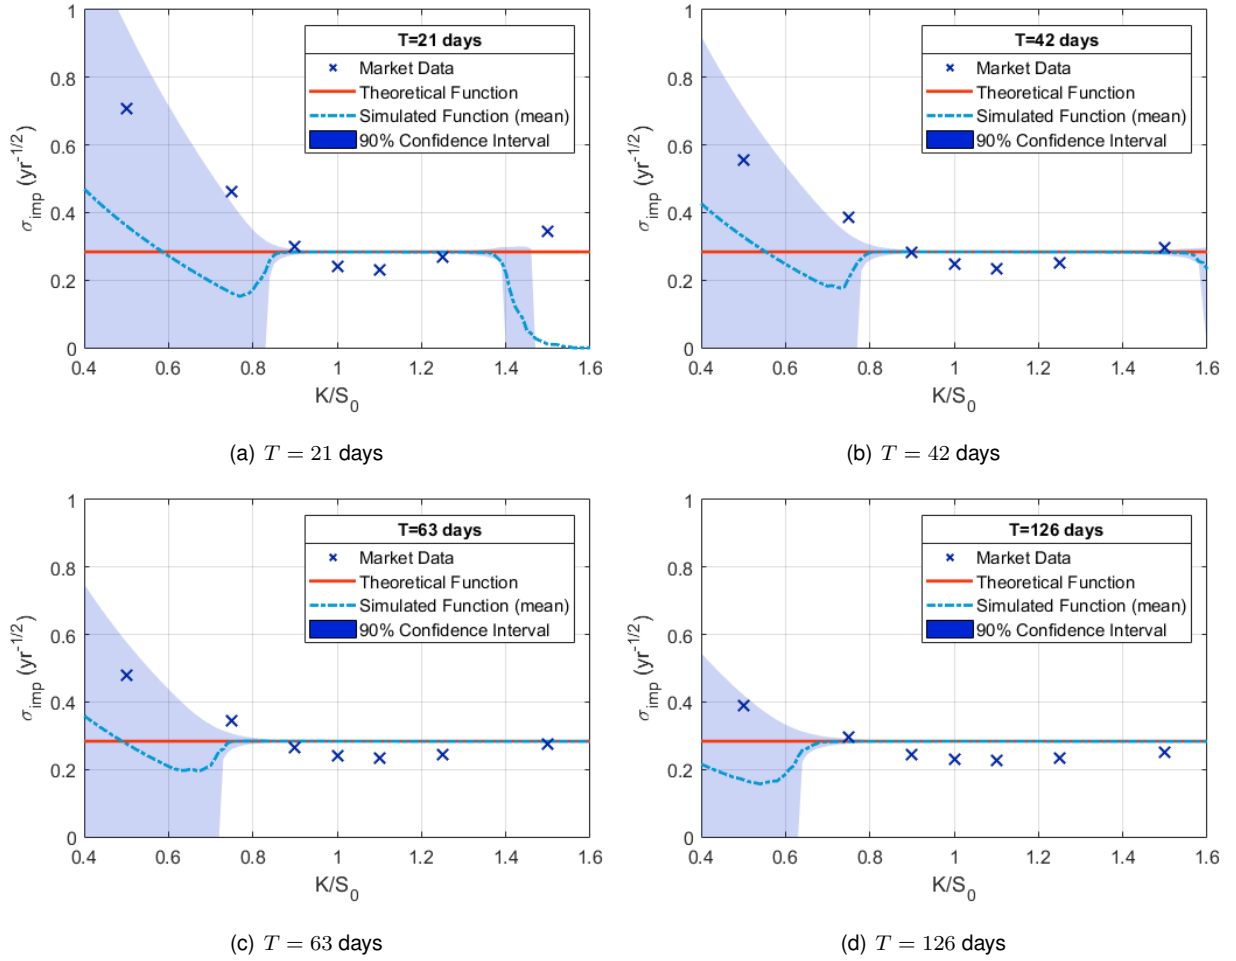 T=21 days
Market Data
Theoretical Function
Simulated Function (mean)
90% Confidence Interval
1
0.8
0.6
0.4
0.2
0
σimp (yr-1/2)
0.4 0.6 0.8 1 1.2 1.4 1.6
K/S0
(a) T = 21 days
T=42 days
Market Data
Theoretical Function
Simulated Function (mean)
90% Confidence Interval
1
0.8
0.6
0.4
0.2
0
σimp (yr-1/2)
0.4 0.6 0.8 1 1.2 1.4 1.6
K/S0
(b) T = 42 days
T=63 days
Market Data
Theoretical Function
Simulated Function (mean)
90% Confidence Interval
1
0.8
0.6
0.4
0.2
0
σimp (yr-1/2)
0.4 0.6 0.8 1 1.2 1.4 1.6
K/S0
(c) T = 63 days
T=126 days
Market Data
Theoretical Function
Simulated Function (mean)
90% Confidence Interval
1
0.8
0.6
0.4
0.2
0
σimp (yr-1/2)
0.4 0.6 0.8 1 1.2 1.4 1.6
K/S0
(d) T = 126 days